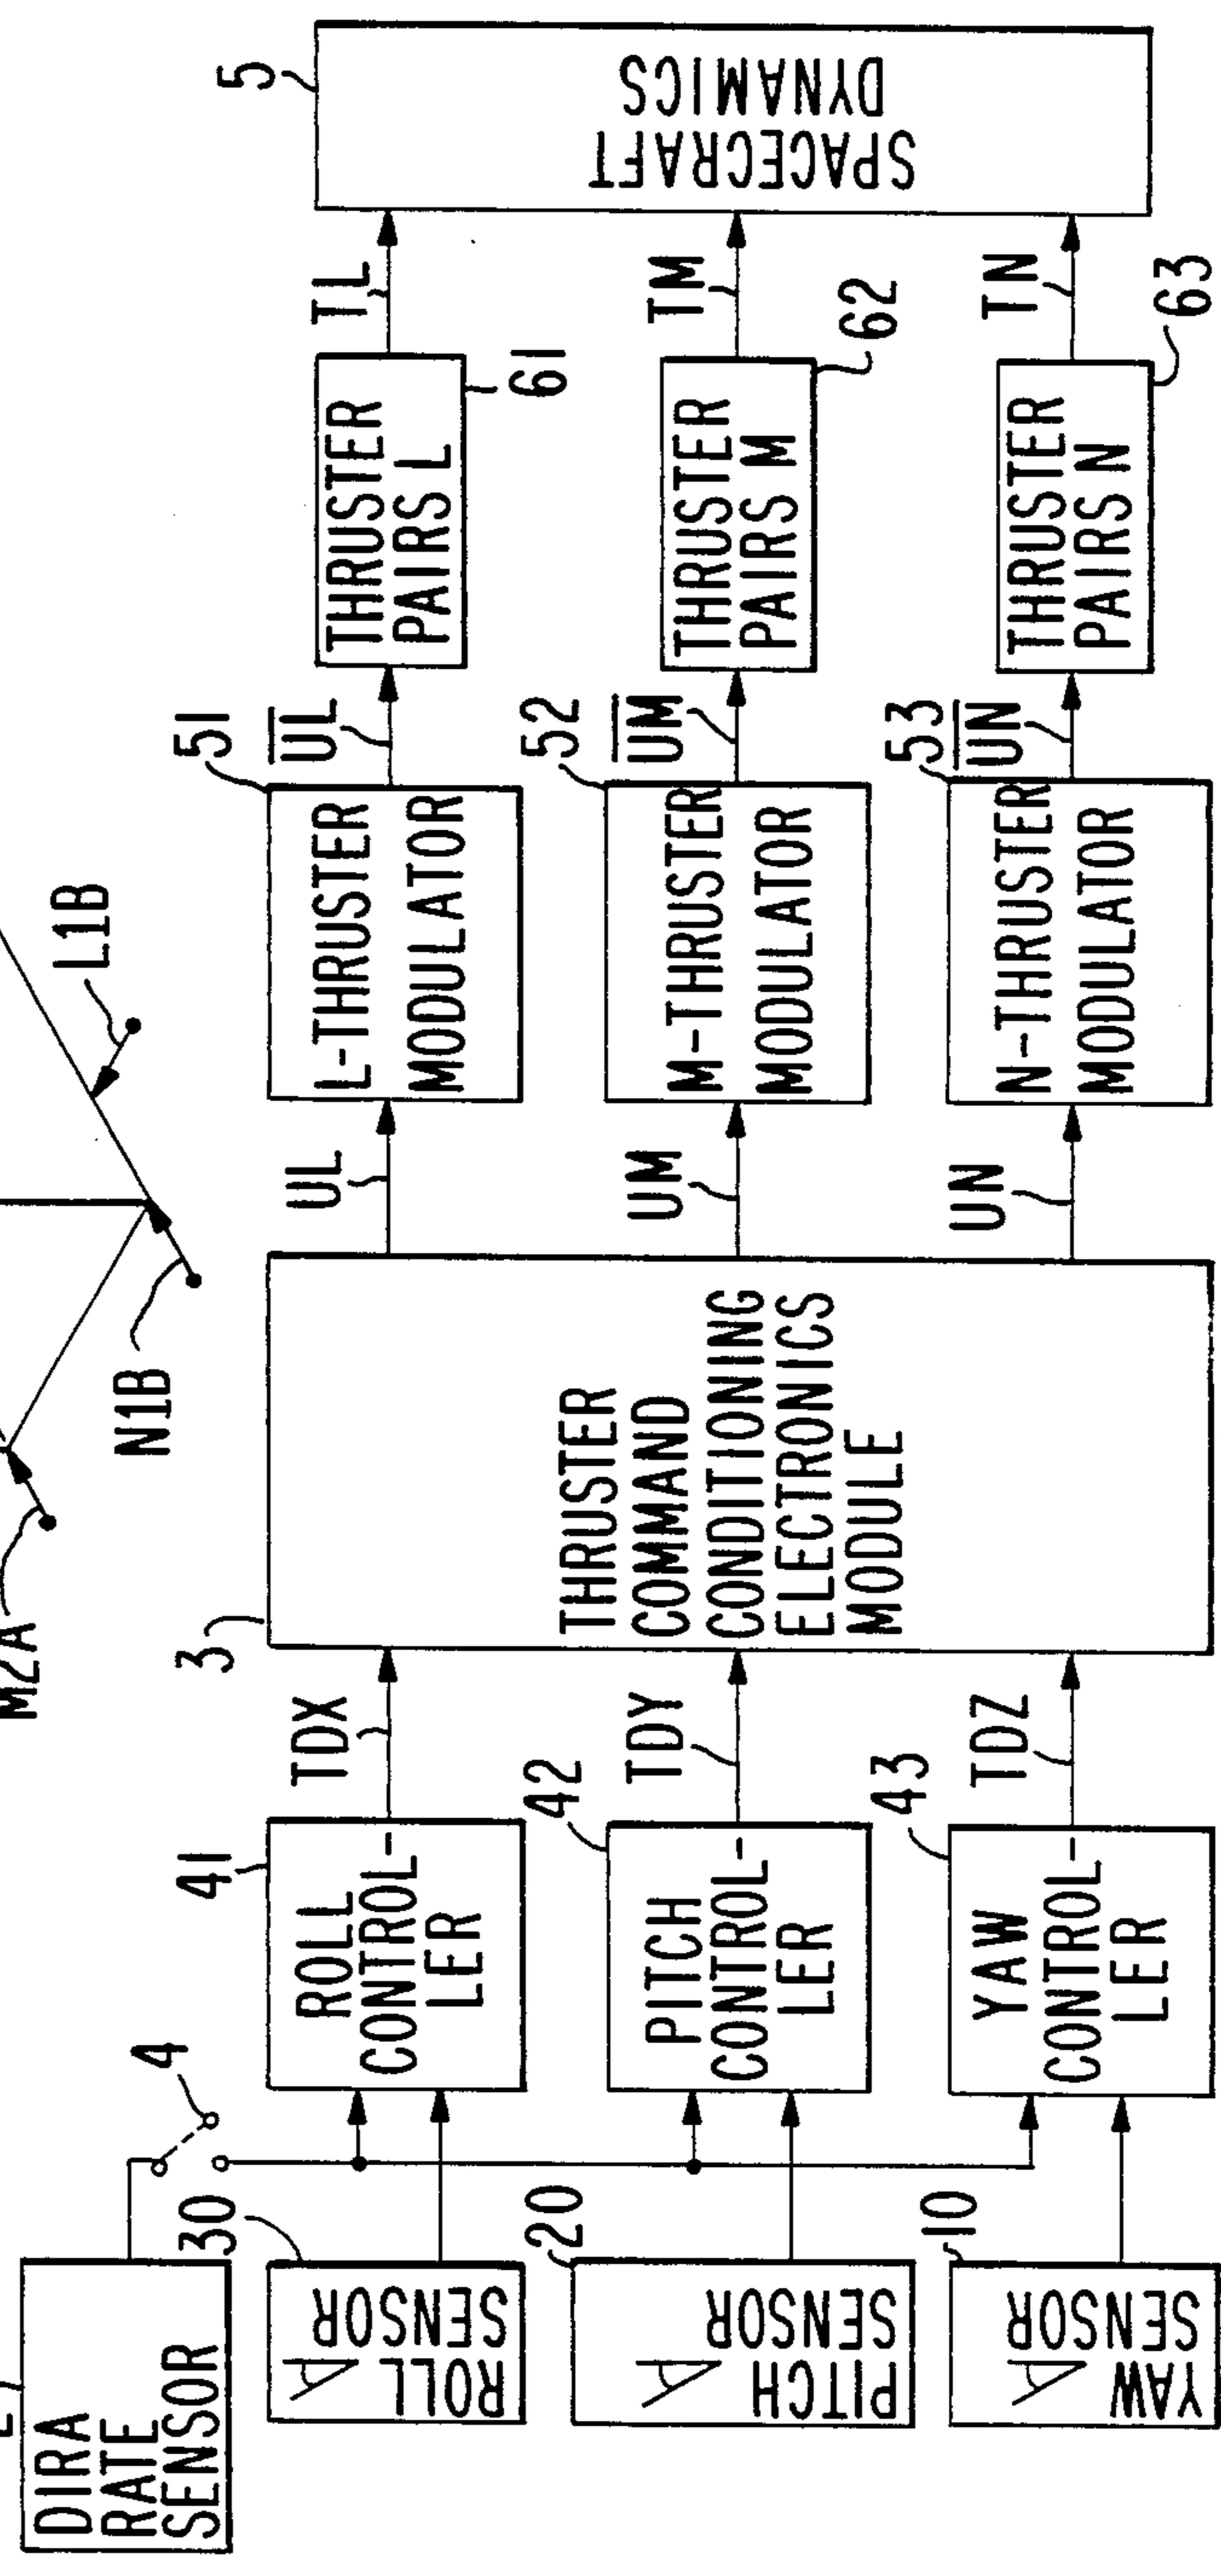 M2A
N1B
L1B
DIRA
RATE
SENSOR
4
30
ROLL
SENSOR
20
PITCH
SENSOR
10
YAW
SENSOR
41
ROLL
CONTROL-
LER
42
PITCH
CONTROL-
LER
43
YAW
CONTROL-
LER
TDX
TDY
TDZ
3
THRUSTER
COMMAND
CONDITIONING
ELECTRONICS
MODULE
UL
UM
UN
51
L-THRUSTER
MODULATOR
52
M-THRUSTER
MODULATOR
53
N-THRUSTER
MODULATOR
U̅L̅
U̅M̅
U̅N̅
THRUSTER
PAIRS L
61
THRUSTER
PAIRS M
62
THRUSTER
PAIRS N
63
TL
TM
TN
5
SPACECRAFT
DYNAMICS